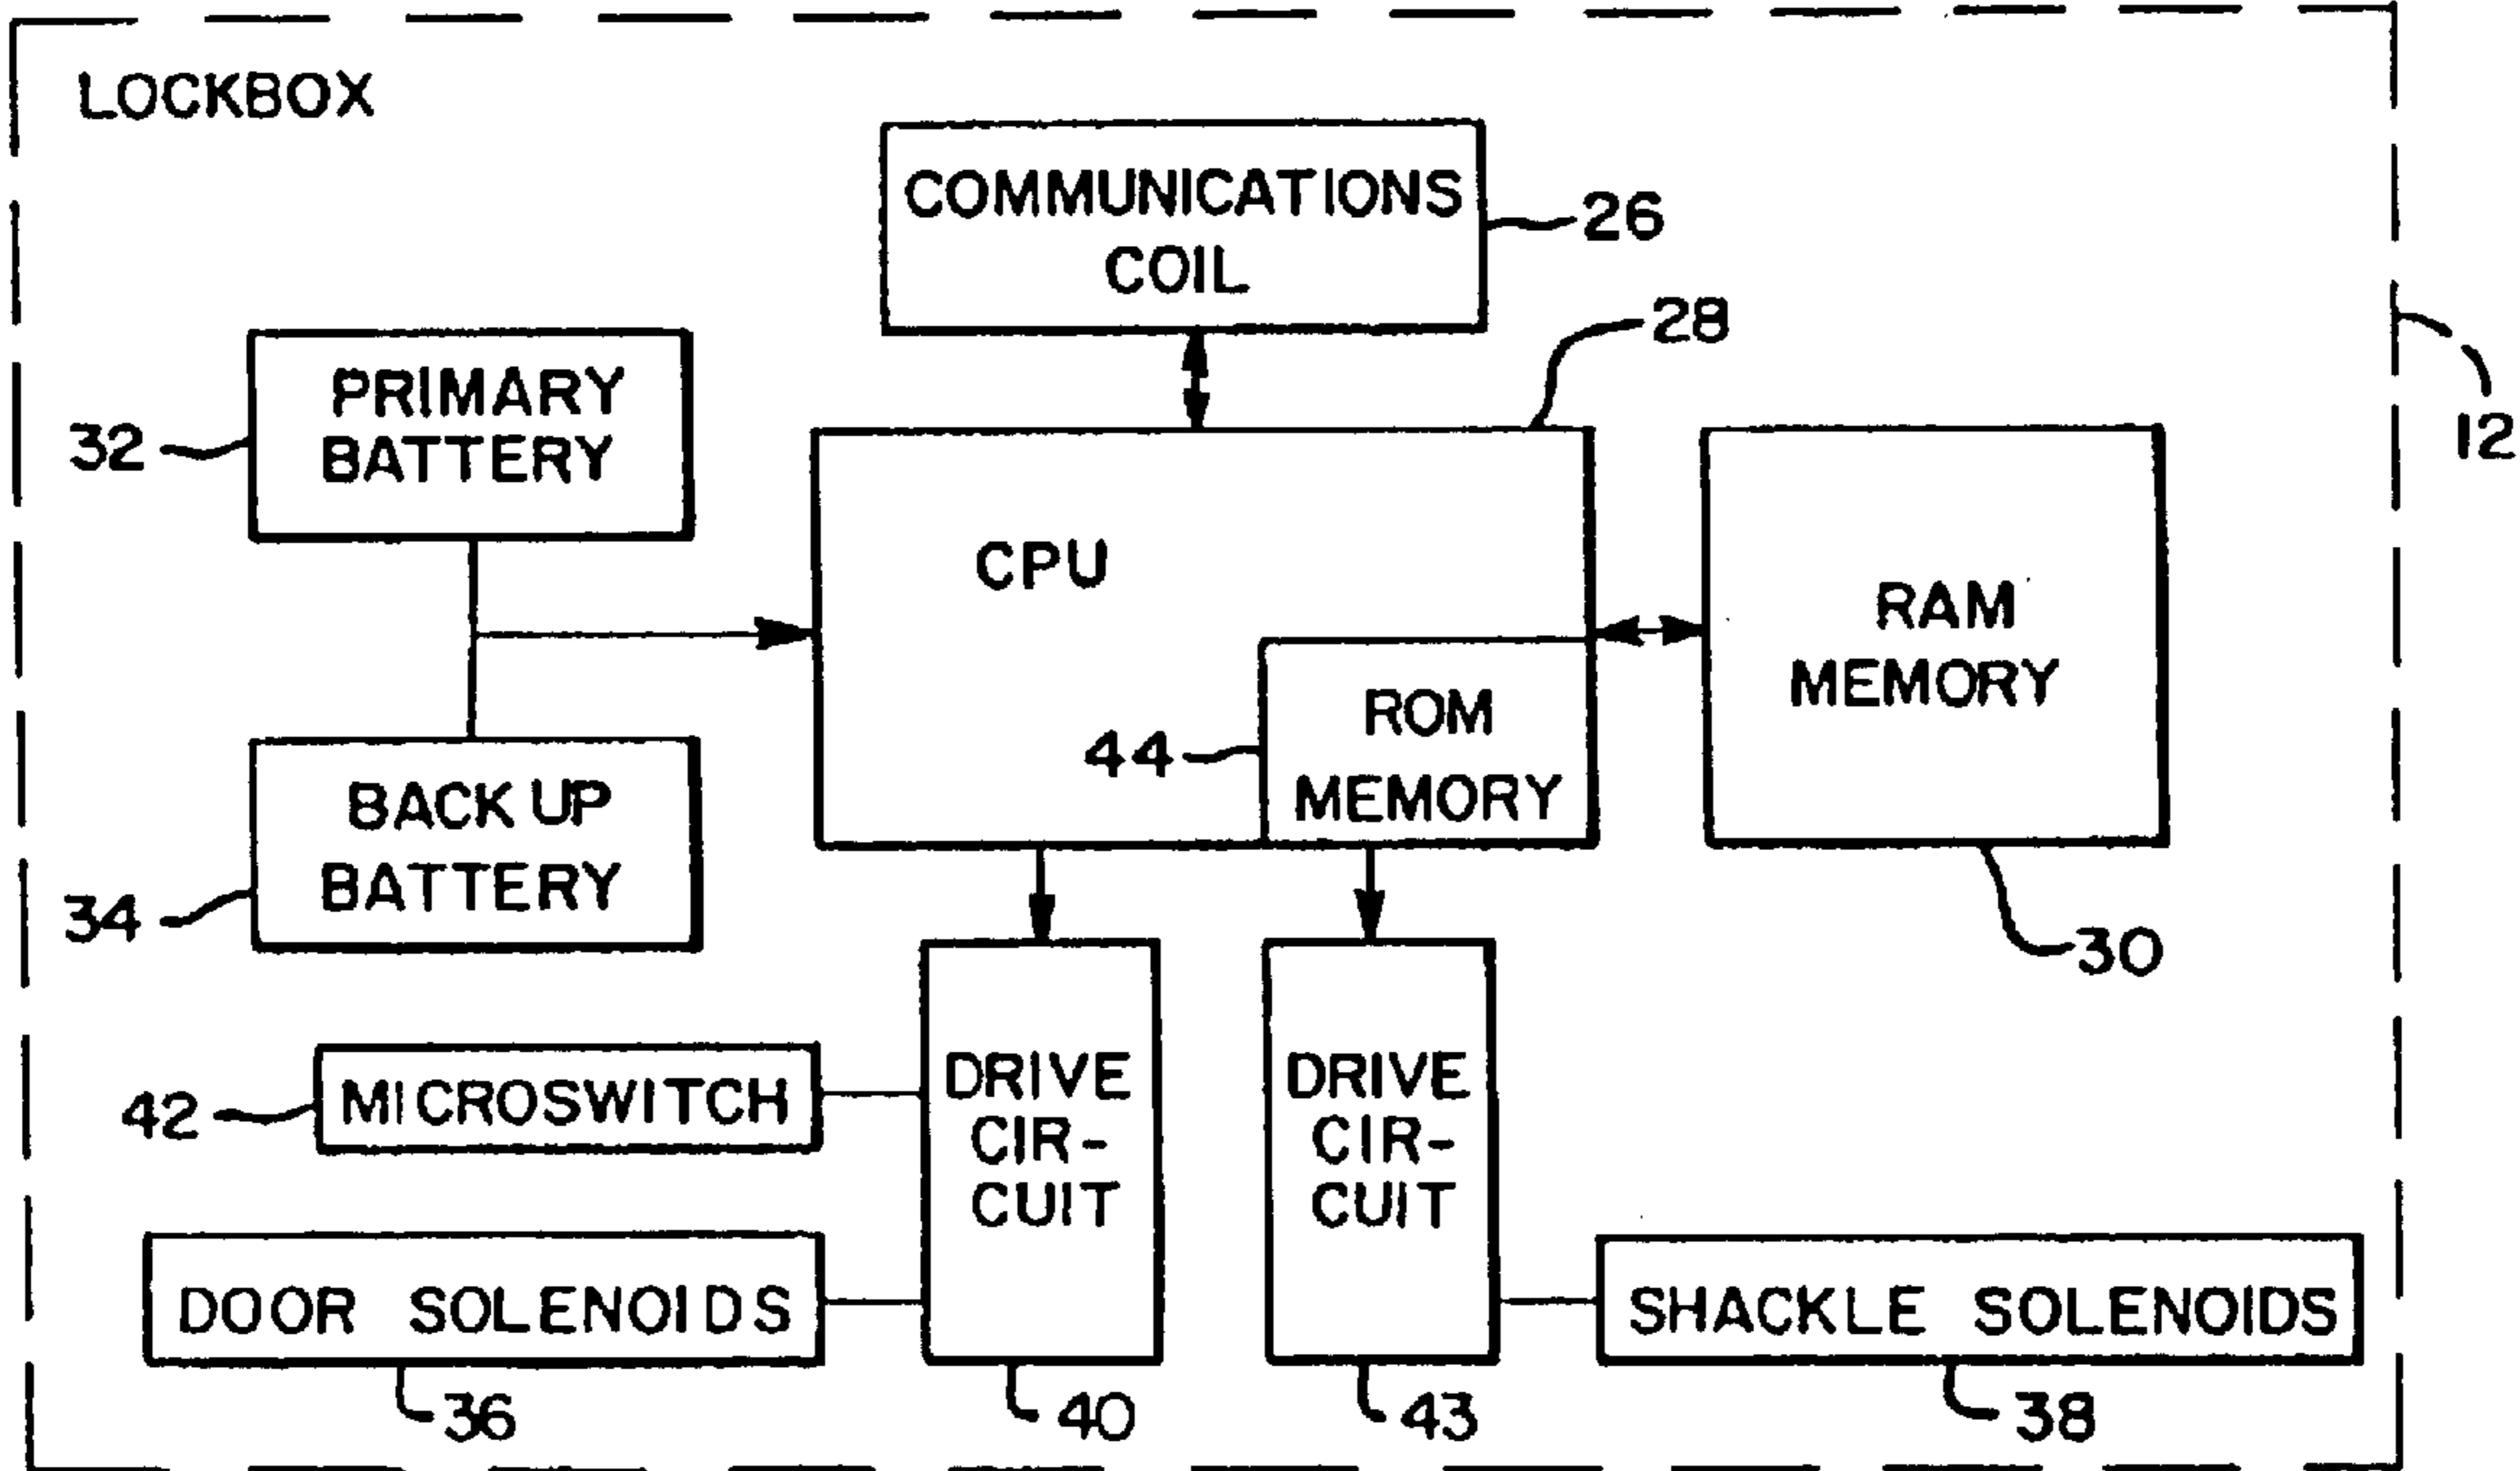 LOCKBOX
COMMUNICATIONS
COIL
26
28
12
PRIMARY
BATTERY
32
CPU
RAM
MEMORY
ROM
MEMORY
44
BACK UP
BATTERY
34
30
MICROSWITCH
42
DRIVE
CIR-
CUIT
DRIVE
CIR-
CUIT
DOOR SOLENOIDS
SHACKLE SOLENOIDS
36
40
43
38